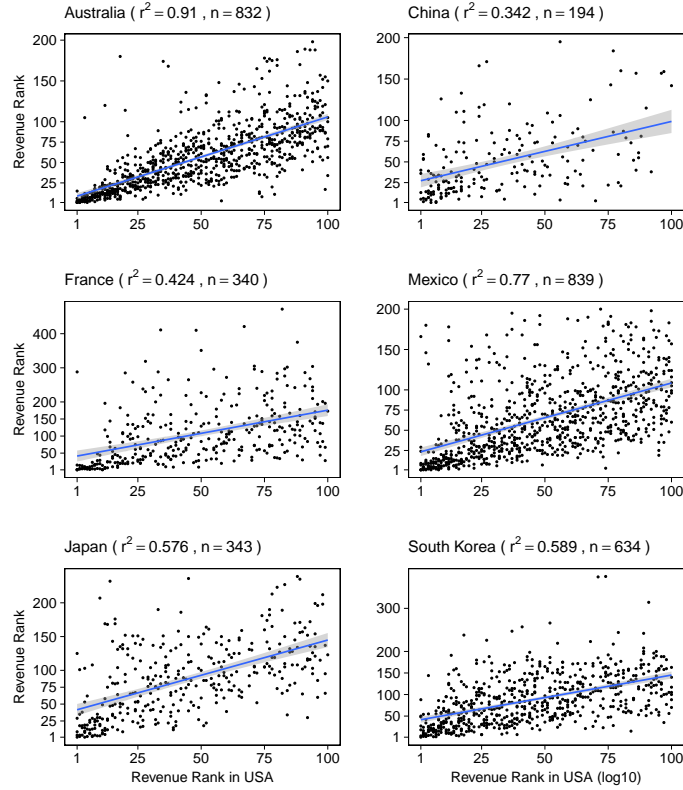 Australia ( r² = 0.91 , n = 832 )
China ( r² = 0.342 , n = 194 )
Revenue Rank
200
150
100
75
50
25
1
1 25 50 75 100
200
150
100
75
50
25
1
1 25 50 75 100
France ( r² = 0.424 , n = 340 )
Mexico ( r² = 0.77 , n = 839 )
Revenue Rank
400
300
200
150
100
50
1
1 25 50 75 100
200
150
100
75
50
25
1
1 25 50 75 100
Japan ( r² = 0.576 , n = 343 )
South Korea ( r² = 0.589 , n = 634 )
Revenue Rank
200
150
100
75
50
25
1
1 25 50 75 100
Revenue Rank in USA
300
200
150
100
50
1
1 25 50 75 100
Revenue Rank in USA (log10)